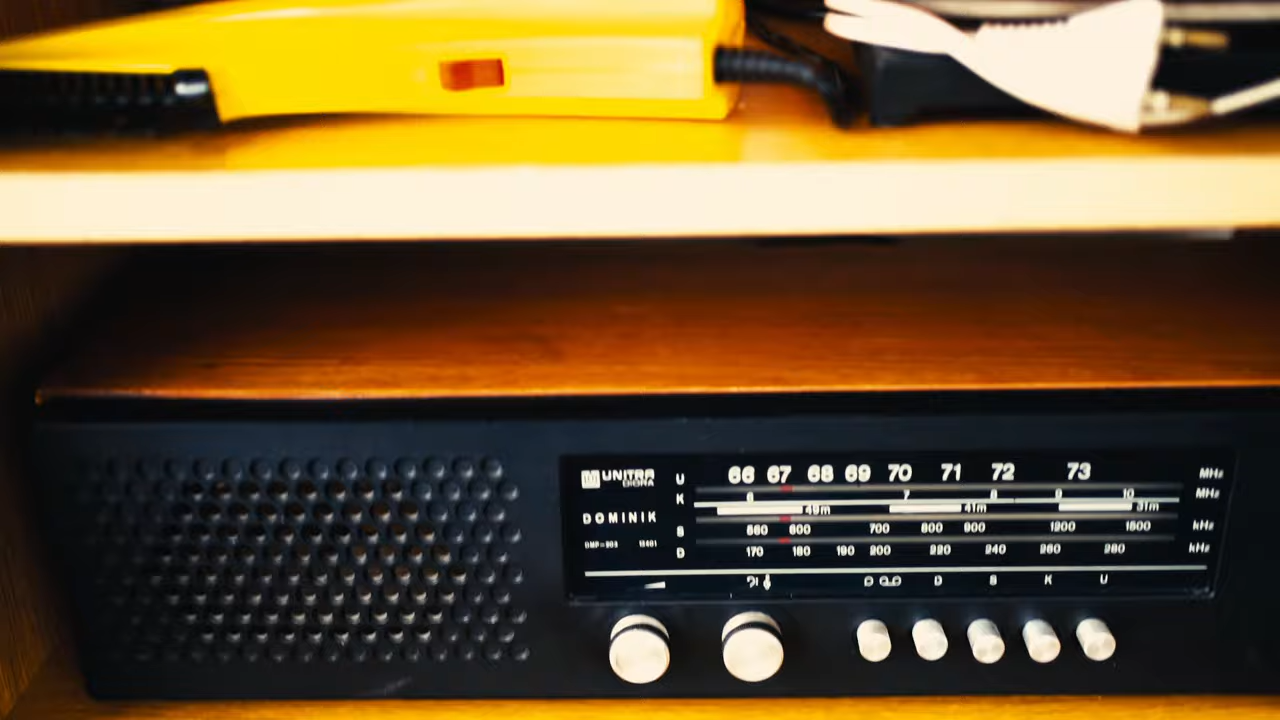 UNITRA
DIORA
U 66 67 68 69 70 71 72 73 MHz
K 6 7 8 9 10 MHz
49m 41m 31m
DOMINIK
S 560 600 700 800 900 1200 1600 kHz
DMP-303
D 170 180 190 200 220 240 260 280 kHz
D S K U